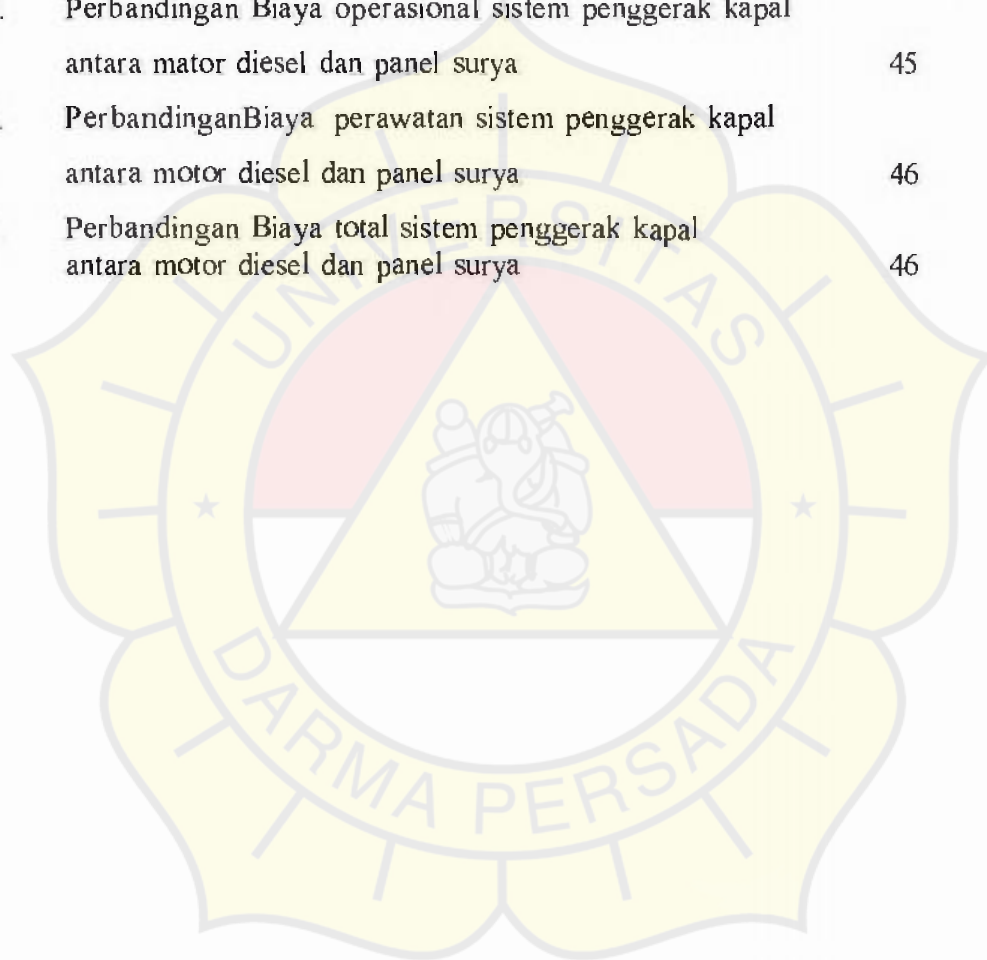 Perbandingan Biaya operasional sistem penggerak kapal
antara mator diesel dan panel surya 45
PerbandinganBiaya perawatan sistem penggerak kapal
antara motor diesel dan panel surya 46
Perbandingan Biaya total sistem penggerak kapal
antara motor diesel dan panel surya 46
UNIVERSITAS
DARMA PERSADA